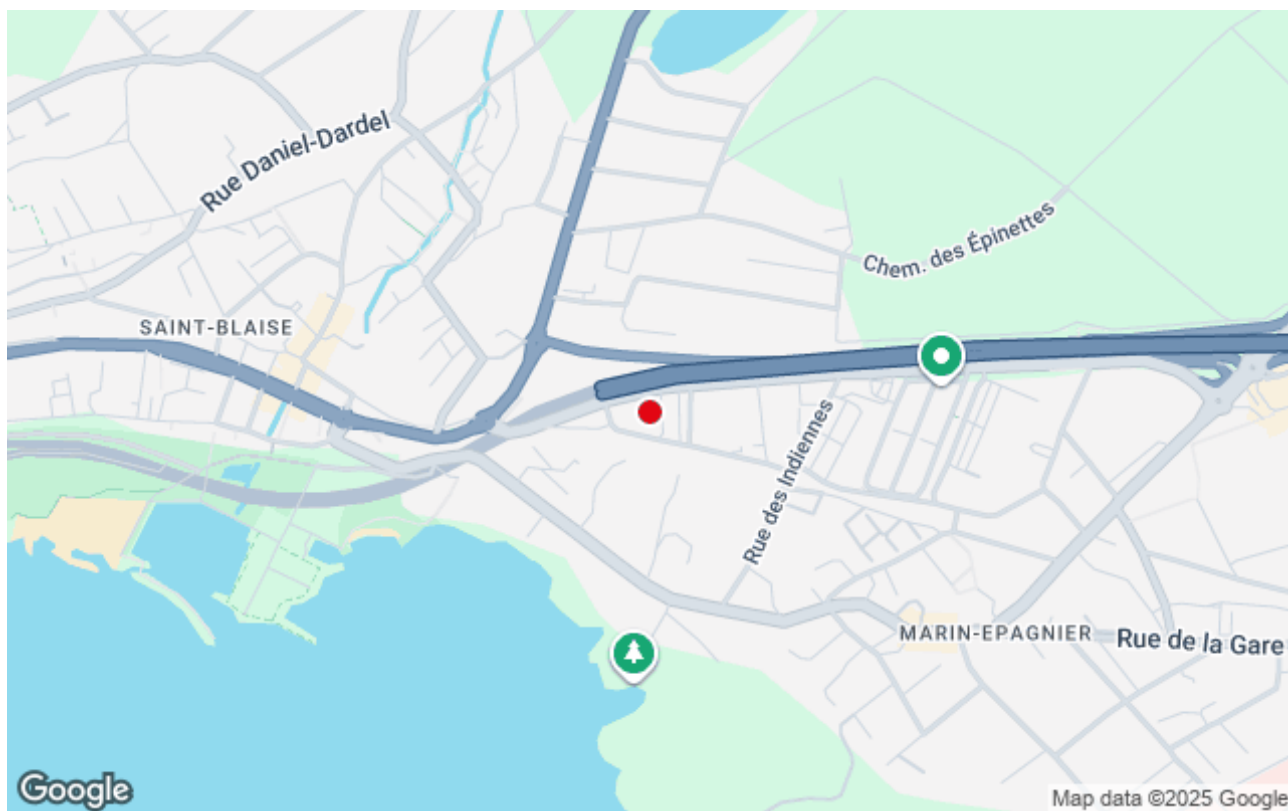 Rue Daniel-Dardel
Chem. des Épinettes
SAINT-BLAISE
Rue des Indiennes
MARIN-EPAGNIER
Rue de la Gare
Google
Map data ©2025 Google